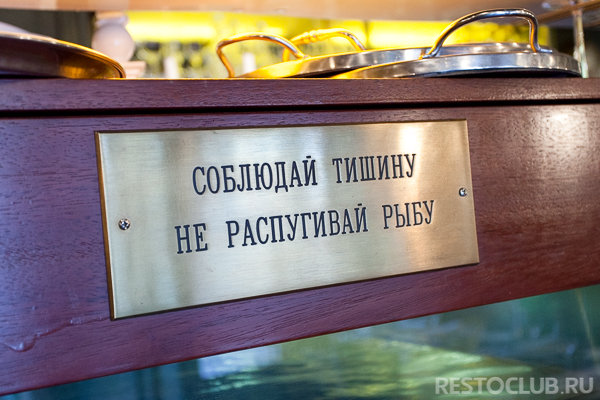 СОБЛЮДАЙ ТИШИНУ
НЕ РАСПУГИВАЙ РЫБУ
RESTOCLUB.RU